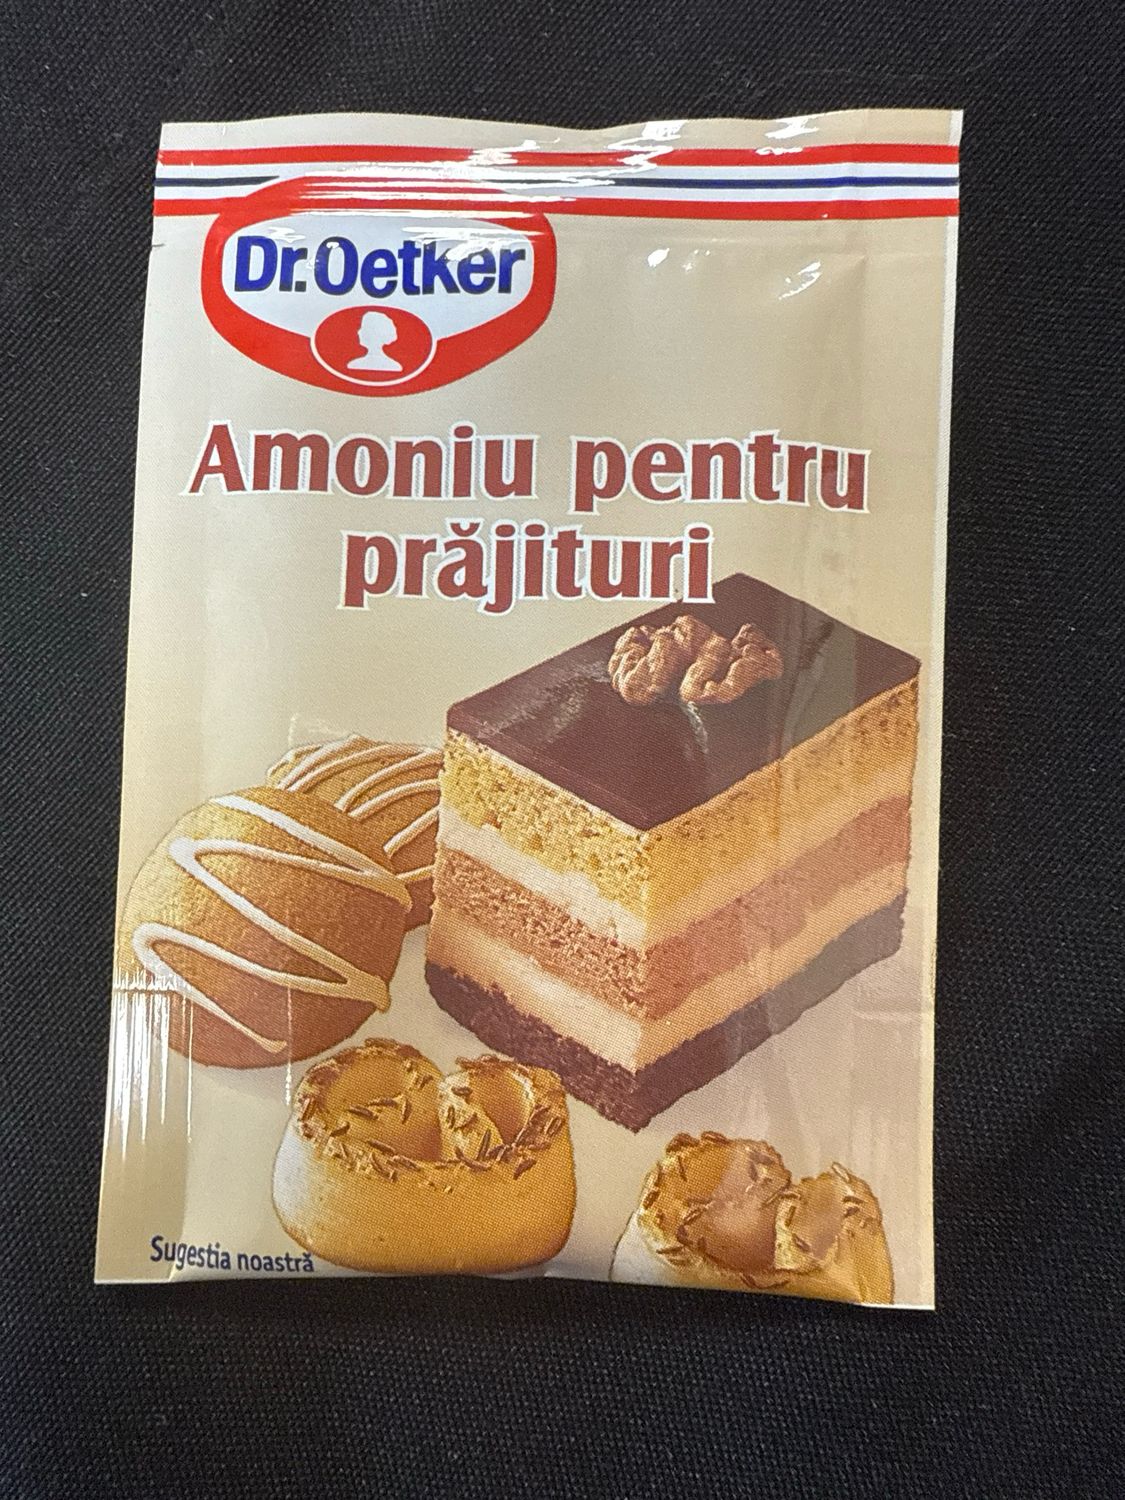 Dr.Oetker
Amoniu pentru
prăjituri
Sugestia noastră